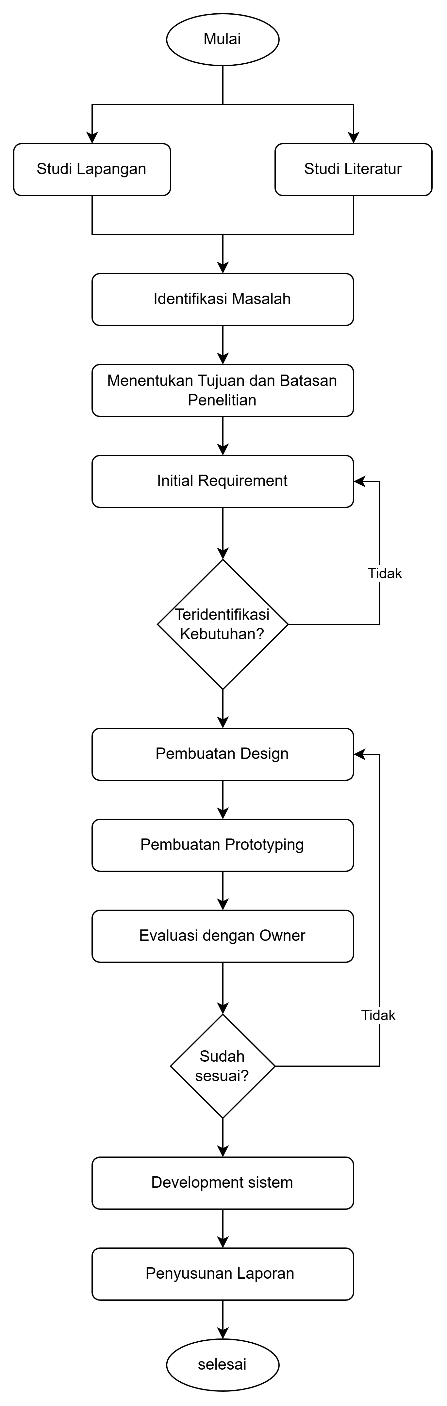 Mulai
Studi Lapangan
Studi Literatur
Identifikasi Masalah
Menentukan Tujuan dan Batasan
Penelitian
Initial Requirement
Tidak
Teridentifikasi
Kebutuhan?
Pembuatan Design
Pembuatan Prototyping
Evaluasi dengan Owner
Tidak
Sudah
sesuai?
Development sistem
Penyusunan Laporan
selesai